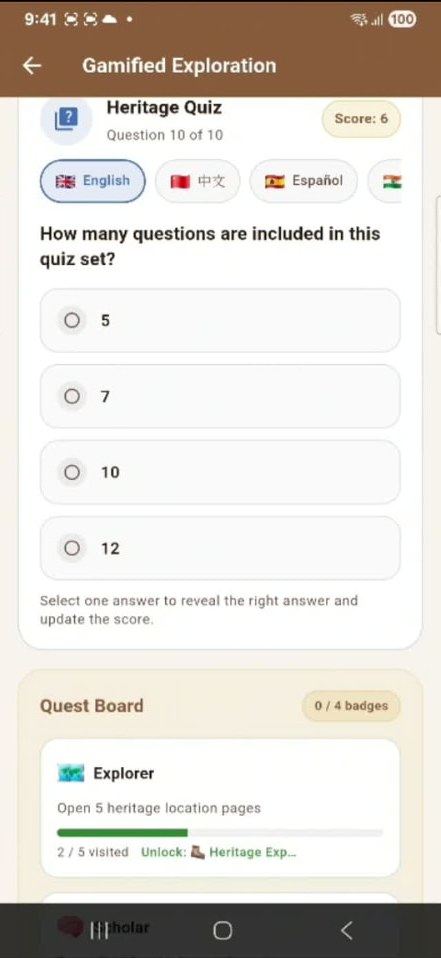 9:41
100
Gamified Exploration
Heritage Quiz
Question 10 of 10
Score: 6
English
中文
Español
How many questions are included in this
quiz set?
5
7
10
12
Select one answer to reveal the right answer and
update the score.
Quest Board
0 / 4 badges
Explorer
Open 5 heritage location pages
2 / 5 visited Unlock: Heritage Exp...